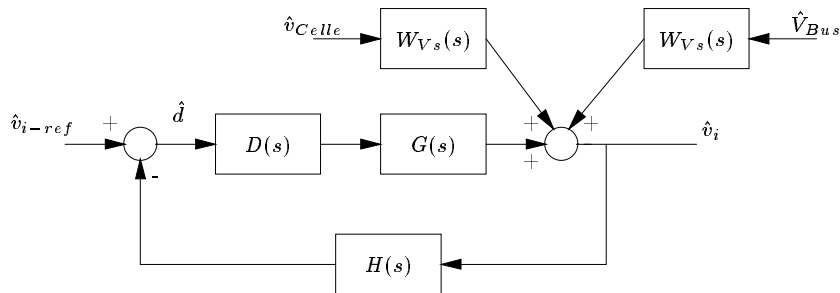 v̂_Celle
W_Vs(s)
W_Vs(s)
V̂_Bus
v̂_i−ref
+
d̂
D(s)
G(s)
+
+
+
v̂_i
-
H(s)